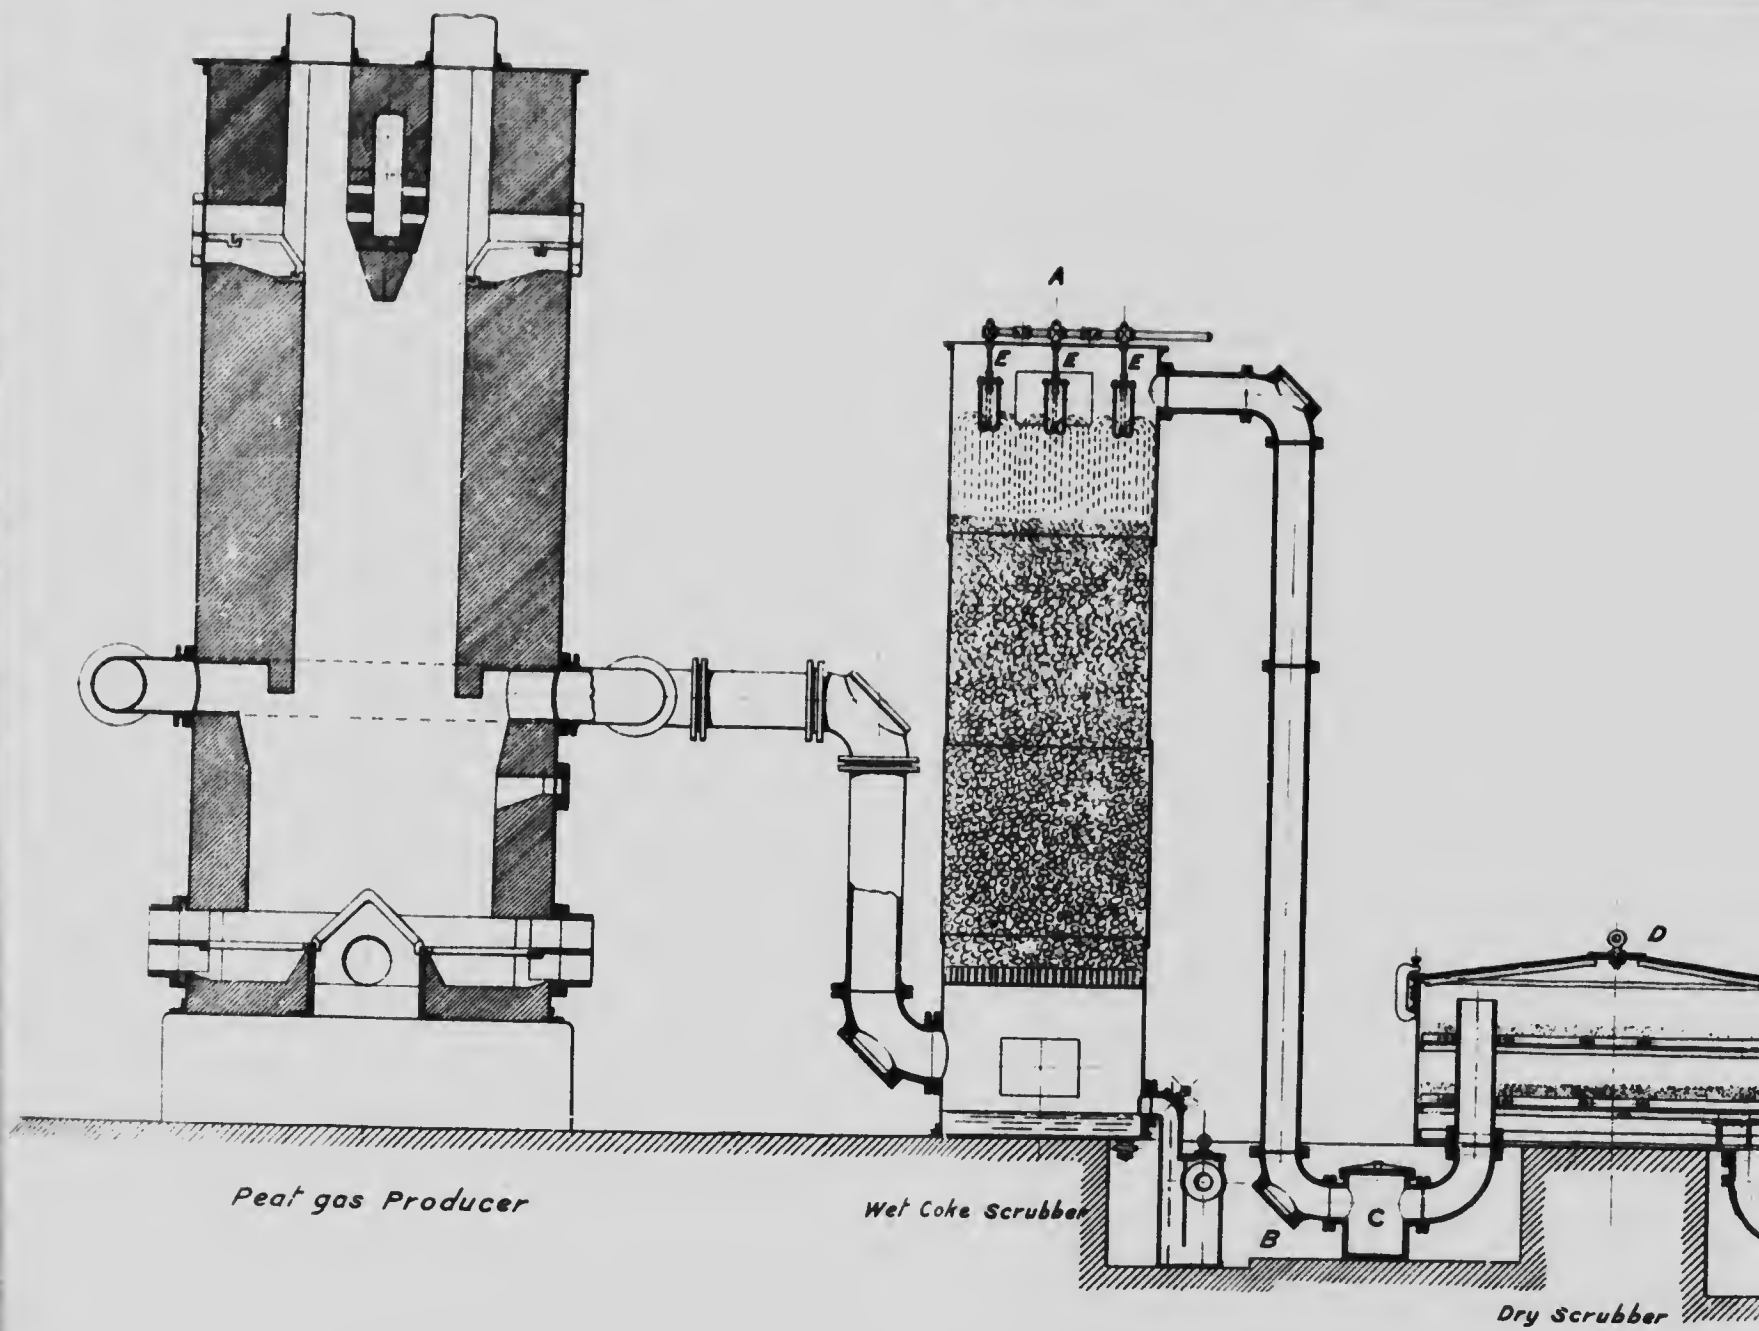 A
E E E
D
Peat gas Producer
Wet Coke Scrubber
C
B
Dry Scrubber